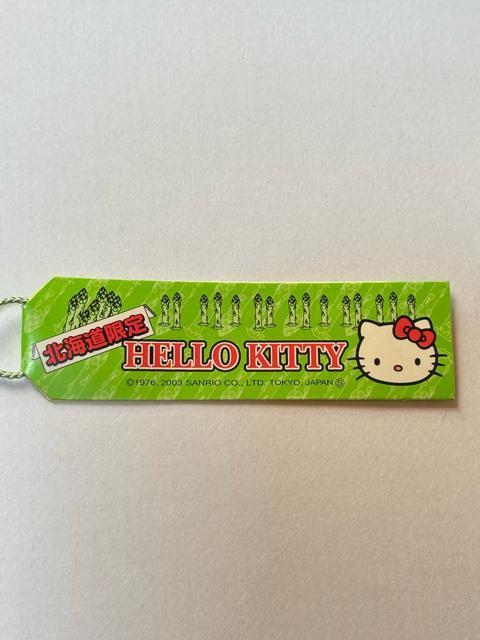 北海道限定
HELLO KITTY
©1976, 2003 SANRIO CO., LTD. TOKYO, JAPAN Ⓢ